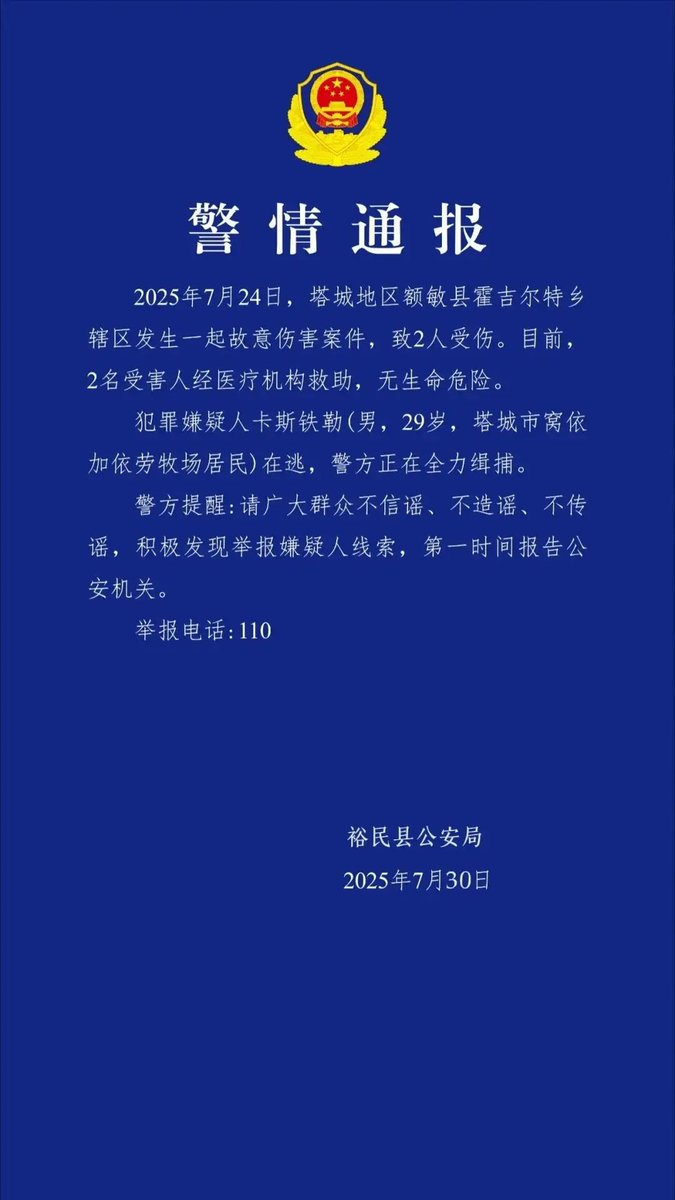 警情通报
2025年7月24日，塔城地区额敏县霍吉尔特乡
辖区发生一起故意伤害案件，致2人受伤。目前，
2名受害人经医疗机构救助，无生命危险。
犯罪嫌疑人卡斯铁勒(男，29岁，塔城市窝依
加依劳牧场居民)在逃，警方正在全力缉捕。
警方提醒:请广大群众不信谣、不造谣、不传
谣，积极发现举报嫌疑人线索，第一时间报告公
安机关。
举报电话:110
裕民县公安局
2025年7月30日